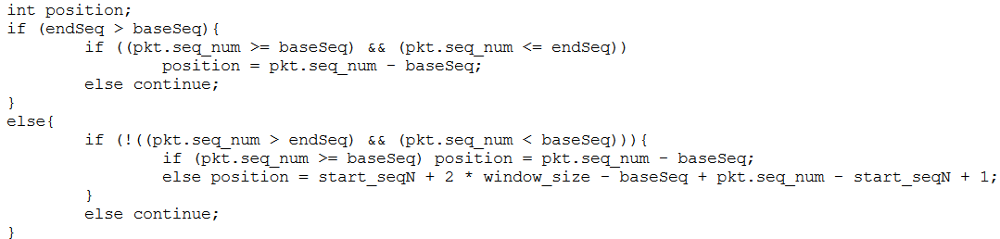 int position;
if (endSeq > baseSeq){
if ((pkt.seq_num >= baseSeq) && (pkt.seq_num <= endSeq))
position = pkt.seq_num - baseSeq;
else continue;
}
else{
if (!((pkt.seq_num > endSeq) && (pkt.seq_num < baseSeq))){
if (pkt.seq_num >= baseSeq) position = pkt.seq_num - baseSeq;
else position = start_seqN + 2 * window_size - baseSeq + pkt.seq_num - start_seqN + 1;
}
else continue;
}